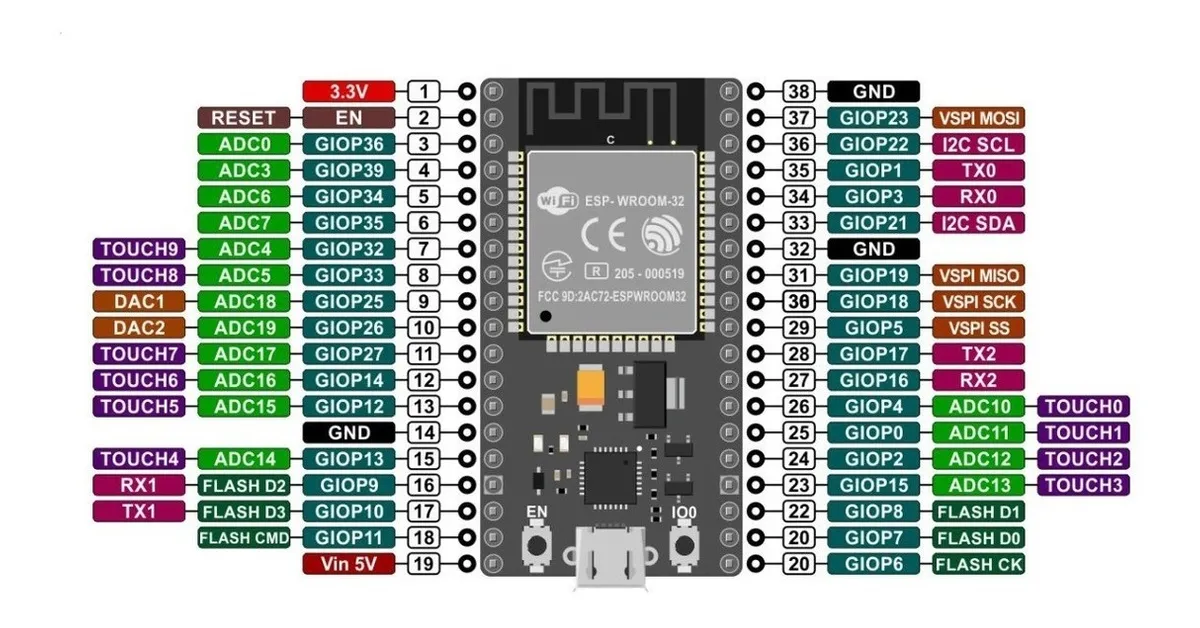 3.3V 1 38 GND
RESET EN 2 37 GIOP23 VSPI MOSI
ADC0 GIOP36 3 36 GIOP22 I2C SCL
ADC3 GIOP39 4 35 GIOP1 TX0
ADC6 GIOP34 5 34 GIOP3 RX0
ADC7 GIOP35 6 33 GIOP21 I2C SDA
TOUCH9 ADC4 GIOP32 7 32 GND
TOUCH8 ADC5 GIOP33 8 31 GIOP19 VSPI MISO
DAC1 ADC18 GIOP25 9 30 GIOP18 VSPI SCK
DAC2 ADC19 GIOP26 10 29 GIOP5 VSPI SS
TOUCH7 ADC17 GIOP27 11 28 GIOP17 TX2
TOUCH6 ADC16 GIOP14 12 27 GIOP16 RX2
TOUCH5 ADC15 GIOP12 13 26 GIOP4 ADC10 TOUCH0
GND 14 25 GIOP0 ADC11 TOUCH1
TOUCH4 ADC14 GIOP13 15 24 GIOP2 ADC12 TOUCH2
RX1 FLASH D2 GIOP9 16 23 GIOP15 ADC13 TOUCH3
TX1 FLASH D3 GIOP10 17 22 GIOP8 FLASH D1
FLASH CMD GIOP11 18 20 GIOP7 FLASH D0
Vin 5V 19 20 GIOP6 FLASH CK
C
WiFi ESP-WROOM-32
CE
R 205-000519
FCC 9D:2AC72-ESPWROOM32
EN IO0